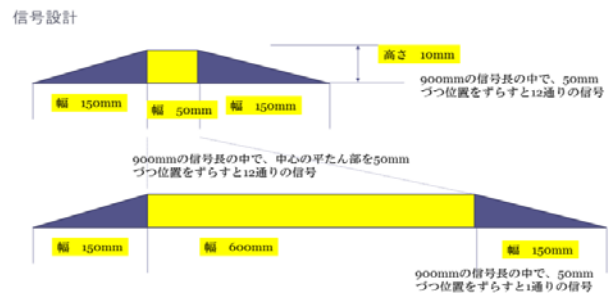 信号設計
高さ 10mm
900mmの信号長の中で、50mm
づつ位置をずらすと12通りの信号
幅 150mm
幅 50mm
幅 150mm
900mmの信号長の中で、中心の平たん部を50mm
づつ位置をずらすと12通りの信号
幅 150mm
幅 600mm
幅 150mm
900mmの信号長の中で、50mm
づつ位置をずらすと1通りの信号